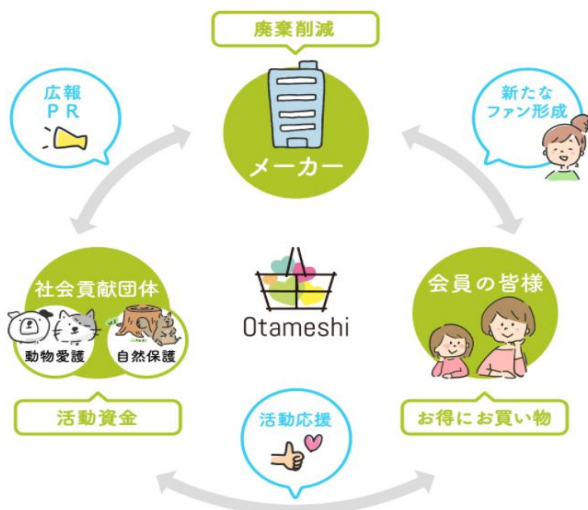 廃棄削減
広報
PR
新たな
ファン形成
メーカー
社会貢献団体
動物愛護
自然保護
Otameshi
会員の皆様
活動資金
活動応援
お得にお買い物